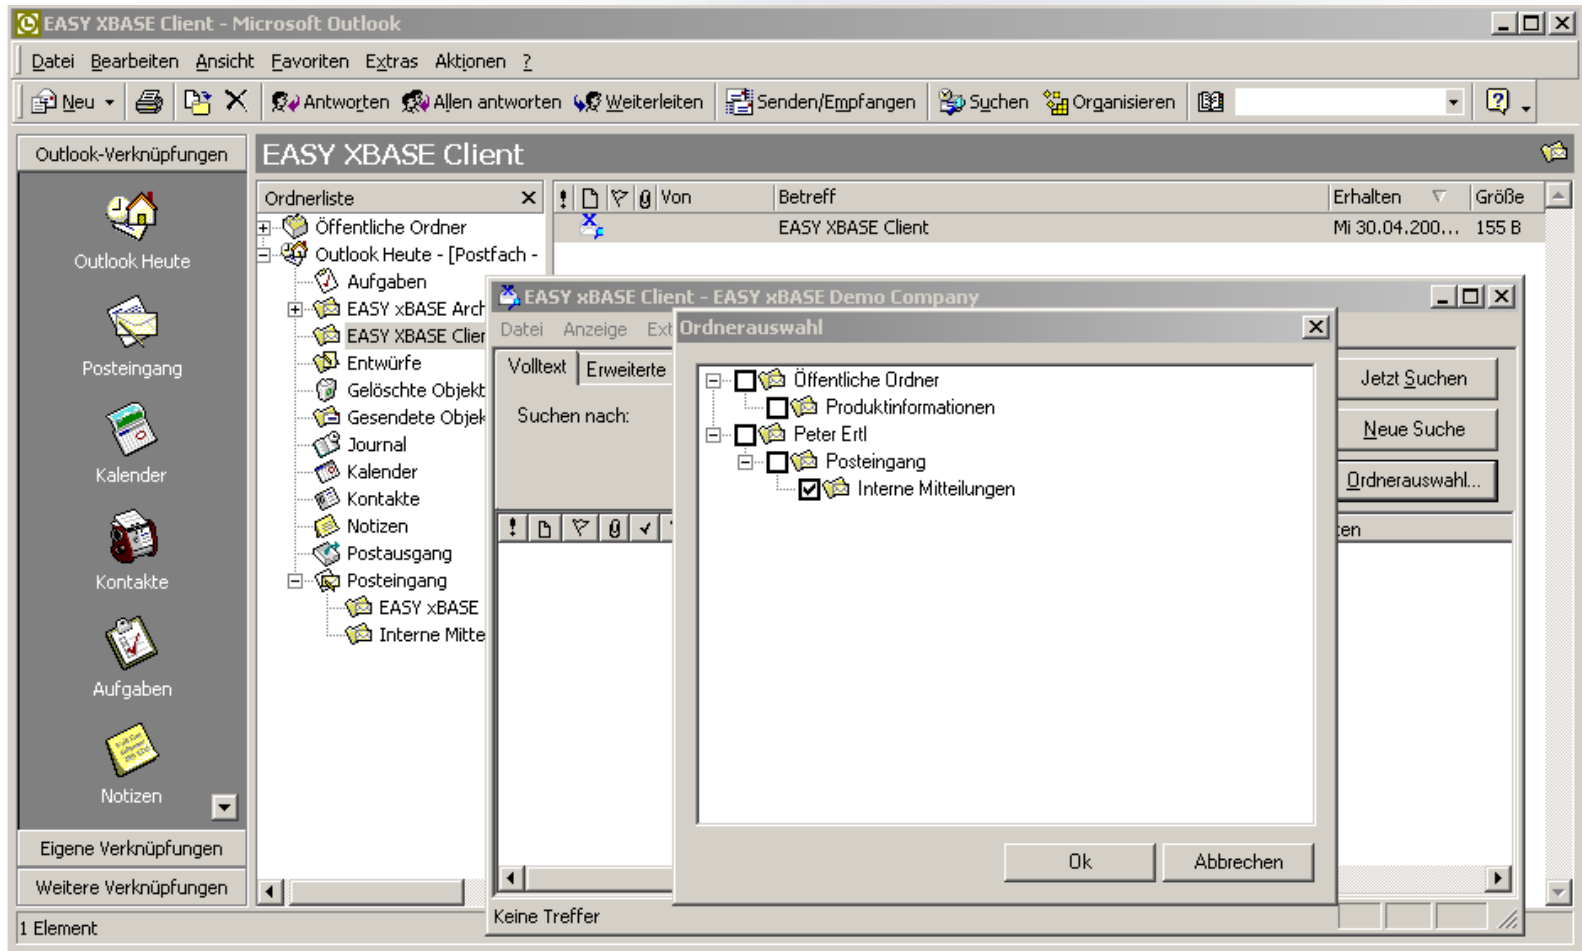 EASY XBASE Client - Microsoft Outlook
Datei Bearbeiten Ansicht Favoriten Extras Aktionen ?
Neu Antworten Allen antworten Weiterleiten Senden/Empfangen Suchen Organisieren
Outlook-Verknüpfungen
EASY XBASE Client
Ordnerliste
Von Betreff Erhalten Größe
EASY XBASE Client Mi 30.04.200... 155 B
Outlook Heute
Posteingang
Kalender
Kontakte
Aufgaben
Notizen
Eigene Verknüpfungen
Weitere Verknüpfungen
Öffentliche Ordner
Outlook Heute - [Postfach -
Aufgaben
EASY xBASE Arch
EASY XBASE Clier
Entwürfe
Gelöschte Objekt
Gesendete Objek
Journal
Kalender
Kontakte
Notizen
Postausgang
Posteingang
EASY xBASE
Interne Mitte
EASY xBASE Client - EASY xBASE Demo Company
Datei Anzeige Ext
Volltext Erweiterte
Suchen nach:
Jetzt Suchen
Neue Suche
Ordnerauswahl...
ten
Ordnerauswahl
Öffentliche Ordner
Produktinformationen
Peter Ertl
Posteingang
Interne Mitteilungen
Ok Abbrechen
Keine Treffer
1 Element